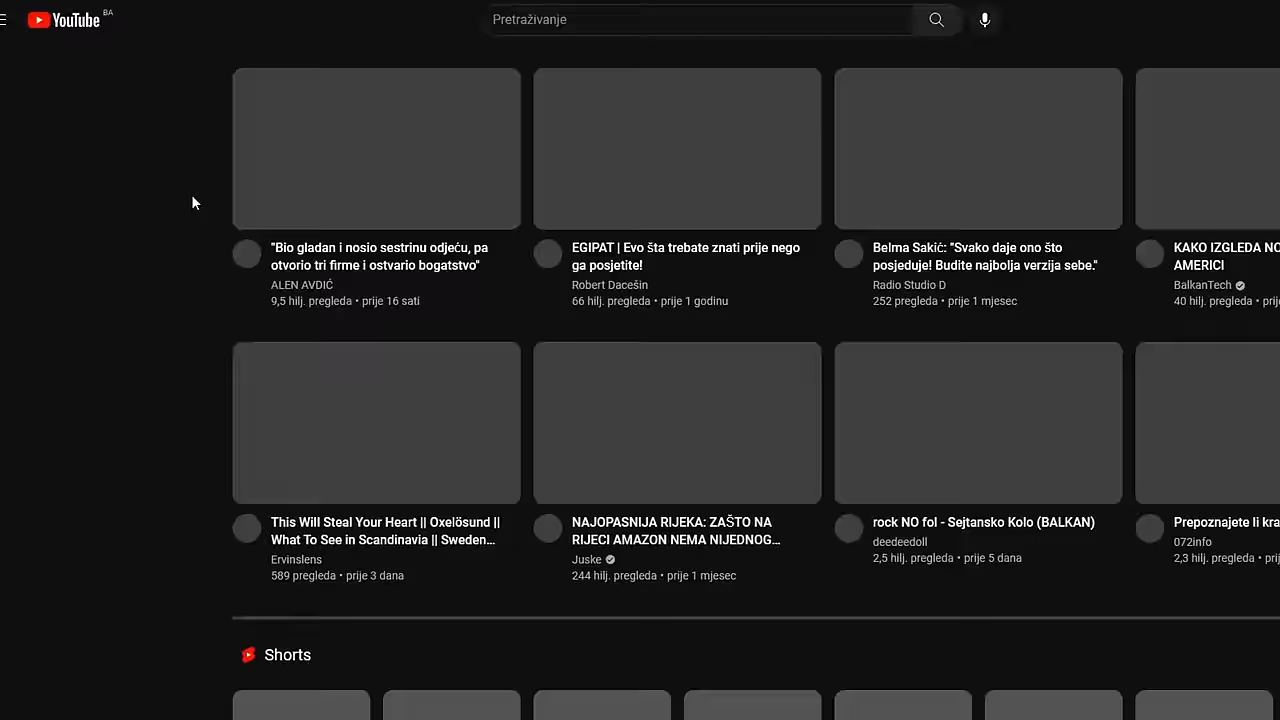 YouTube BA
Pretraživanje
"Bio gladan i nosio sestrinu odjeću, pa
otvorio tri firme i ostvario bogatstvo"
ALEN AVDIĆ
9,5 hilj. pregleda • prije 16 sati
EGIPAT | Evo šta trebate znati prije nego
ga posjetite!
Robert Dacešin
66 hilj. pregleda • prije 1 godinu
Belma Sakić: "Svako daje ono što
posjeduje! Budite najbolja verzija sebe."
Radio Studio D
252 pregleda • prije 1 mjesec
KAKO IZGLEDA
AMERICI
BalkanTech
40 hilj. pregleda •
This Will Steal Your Heart || Oxelösund ||
What To See in Scandinavia || Sweden...
Ervinslens
589 pregleda • prije 3 dana
NAJOPASNIJA RIJEKA: ZAŠTO NA
RIJECI AMAZON NEMA NIJEDNOG...
Juske
244 hilj. pregleda • prije 1 mjesec
rock NO fol - Sejtansko Kolo (BALKAN)
deedeedoll
2,5 hilj. pregleda • prije 5 dana
Prepoznajete li
072info
2,3 hilj. pregleda •
Shorts